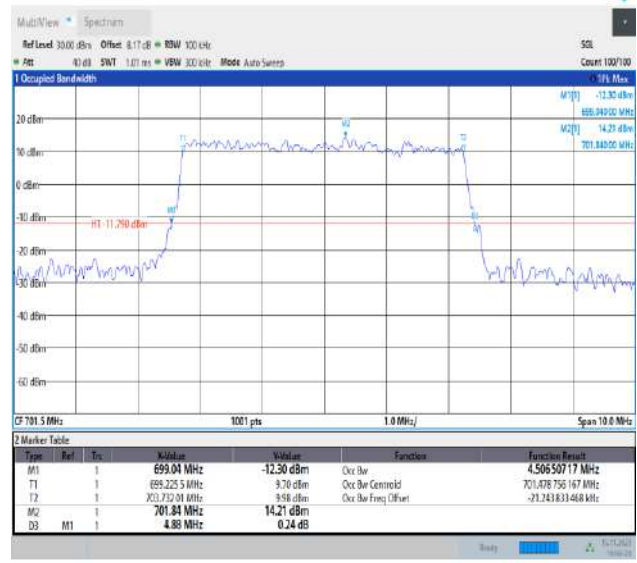 MultiView Spectrum
Ref Level 30.00 dBm Offset 8.17 dB RBW 100 kHz SGL
Att 40 dB SWT 1.01 ms VBW 300 kHz Mode Auto Sweep Count 100/100
1 Occupied Bandwidth 1Pk Max
M1[1] -12.30 dBm
699.04000 MHz
20 dBm M2 M2[1] 14.21 dBm
701.84000 MHz
T1
10 dBm
0 dBm
-10 dBm
H1 -11.790 dBm
-20 dBm
-30 dBm
-40 dBm
-50 dBm
-60 dBm
CF 701.5 MHz 1001 pts 1.0 MHz/ Span 10.0 MHz
2 Marker Table
Type Ref Trc X-Value Y-Value Function Function Result
M1 1 699.04 MHz -12.30 dBm Occ Bw 4.506507 17 MHz
T1 1 699.225 5 MHz 9.70 dBm Occ Bw Centroid 701.478 756 167 MHz
T2 1 703.732 01 MHz 9.98 dBm Occ Bw Freq Offset -21.243 833 468 kHz
M2 1 701.84 MHz 14.21 dBm
D3 M1 1 4.88 MHz 0.24 dB
Ready